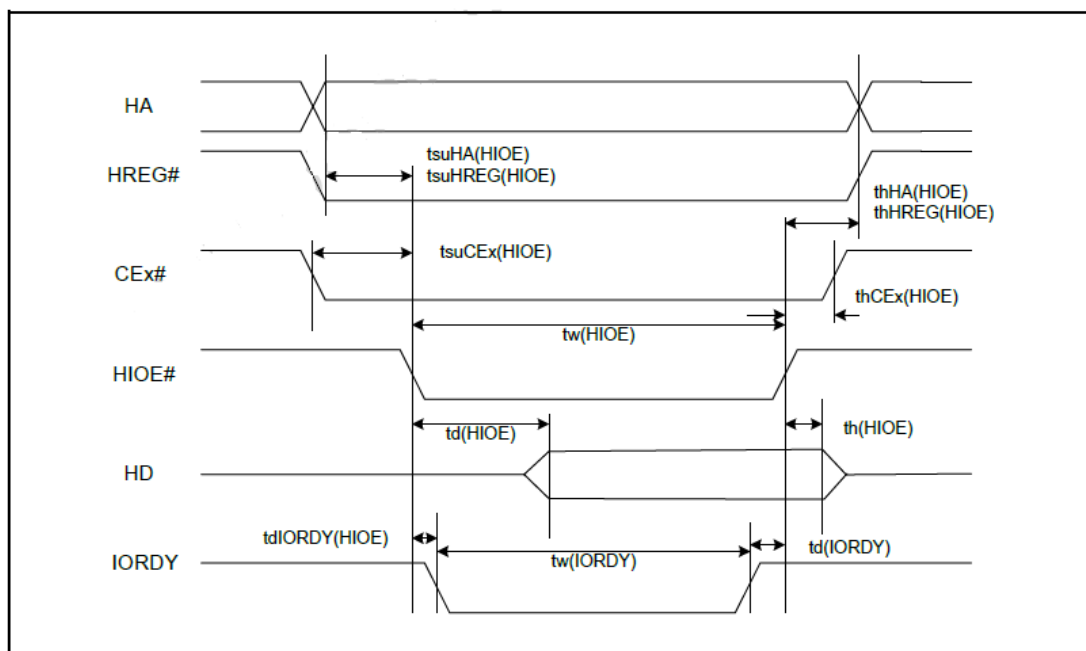 HA
tsuHA(HIOE)
HREG#
tsuHREG(HIOE)
thHA(HIOE)
thHREG(HIOE)
tsuCEx(HIOE)
CEx#
thCEx(HIOE)
tw(HIOE)
HIOE#
td(HIOE)
th(HIOE)
HD
tdIORDY(HIOE)
tw(IORDY)
td(IORDY)
IORDY